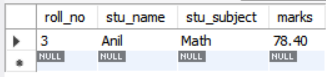 roll_no stu_name stu_subject marks
3 Anil Math 78.40
NULL NULL NULL NULL